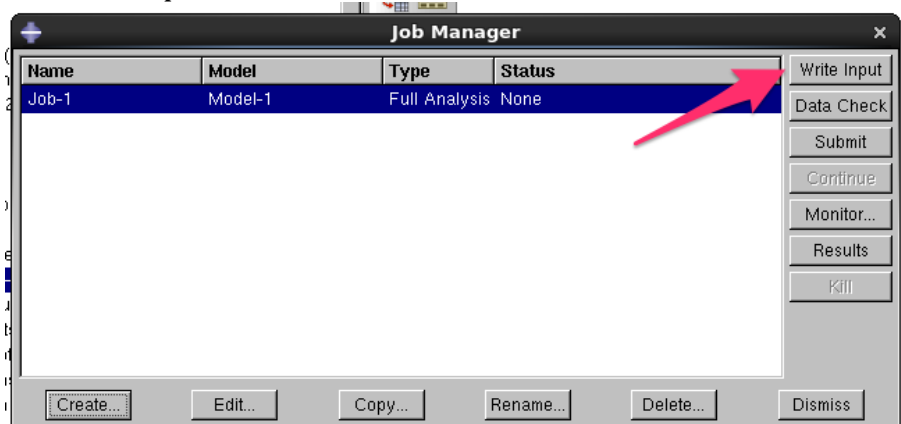 Job Manager
Name Model Type Status
Job-1 Model-1 Full Analysis None
Write Input
Data Check
Submit
Continue
Monitor...
Results
Kill
Create... Edit... Copy... Rename... Delete... Dismiss